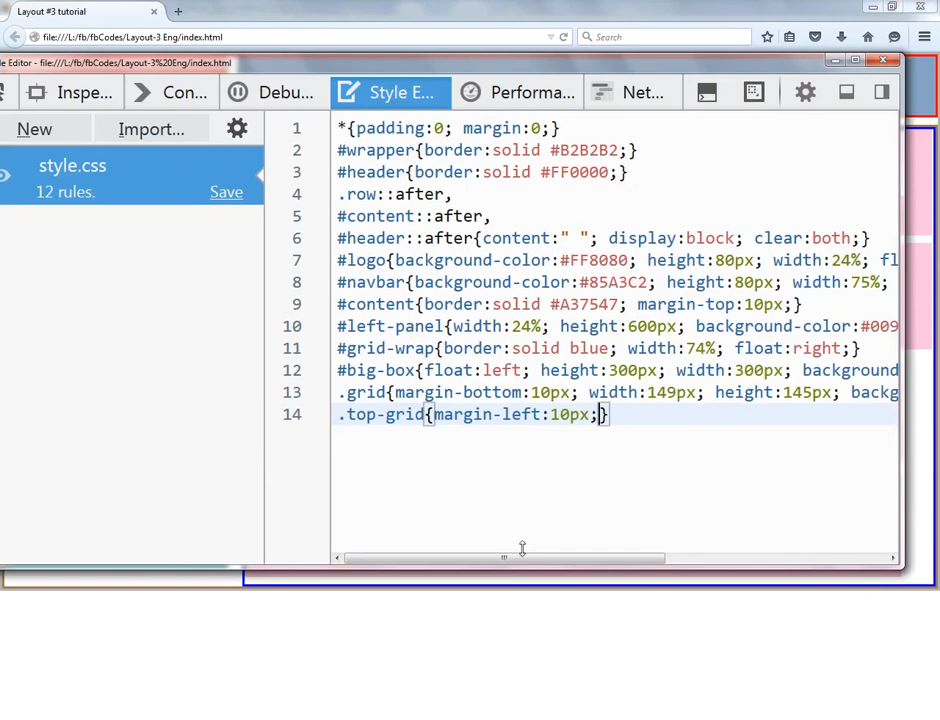 Layout #3 tutorial
file:///L:/fb/fbCodes/Layout-3 Eng/index.html
Search
le Editor - file:///L:/fb/fbCodes/Layout-3%20Eng/index.html
Inspe... Con... Debu... Style E... Performa... Net...
New Import...
style.css
12 rules. Save
1 *{padding:0; margin:0;}
2 #wrapper{border:solid #B2B2B2;}
3 #header{border:solid #FF0000;}
4 .row::after,
5 #content::after,
6 #header::after{content:" "; display:block; clear:both;}
7 #logo{background-color:#FF8080; height:80px; width:24%; fl
8 #navbar{background-color:#85A3C2; height:80px; width:75%;
9 #content{border:solid #A37547; margin-top:10px;}
10 #left-panel{width:24%; height:600px; background-color:#009
11 #grid-wrap{border:solid blue; width:74%; float:right;}
12 #big-box{float:left; height:300px; width:300px; background
13 .grid{margin-bottom:10px; width:149px; height:145px; backg
14 .top-grid{margin-left:10px;}